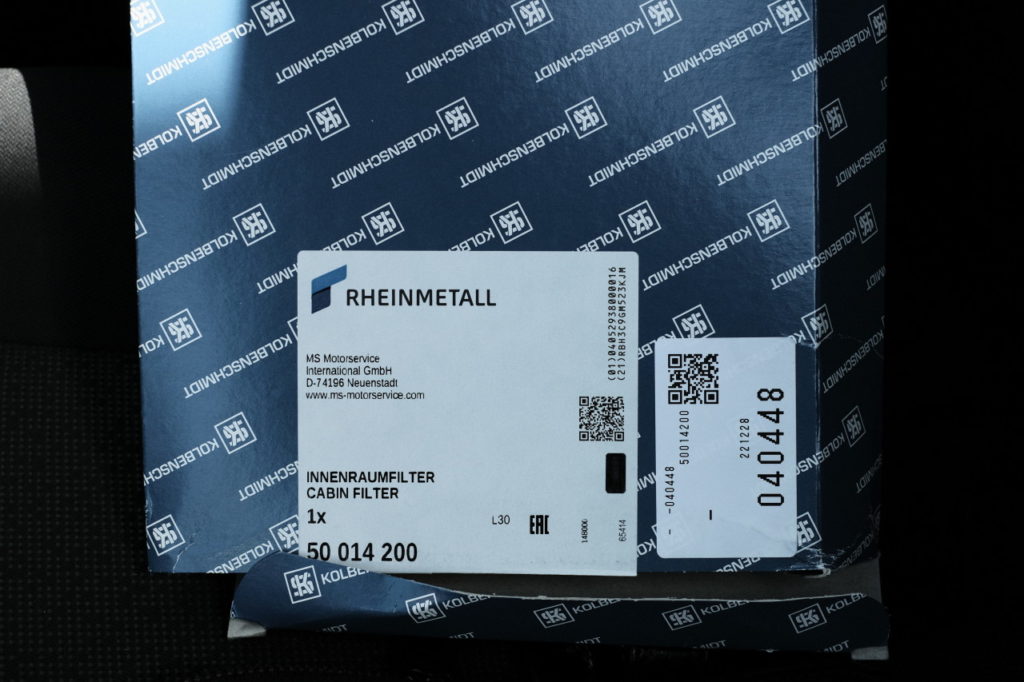 KOLBENSCHMIDT
RHEINMETALL
MS Motorservice
International GmbH
D-74196 Neuenstadt
www.ms-motorservice.com
INNENRAUMFILTER
CABIN FILTER
1x
L30
EAC
50 014 200
148006
65414
(01)04052938000016
(21)RBH3C9GM523KJM
- -040448
50014200
221228
040448